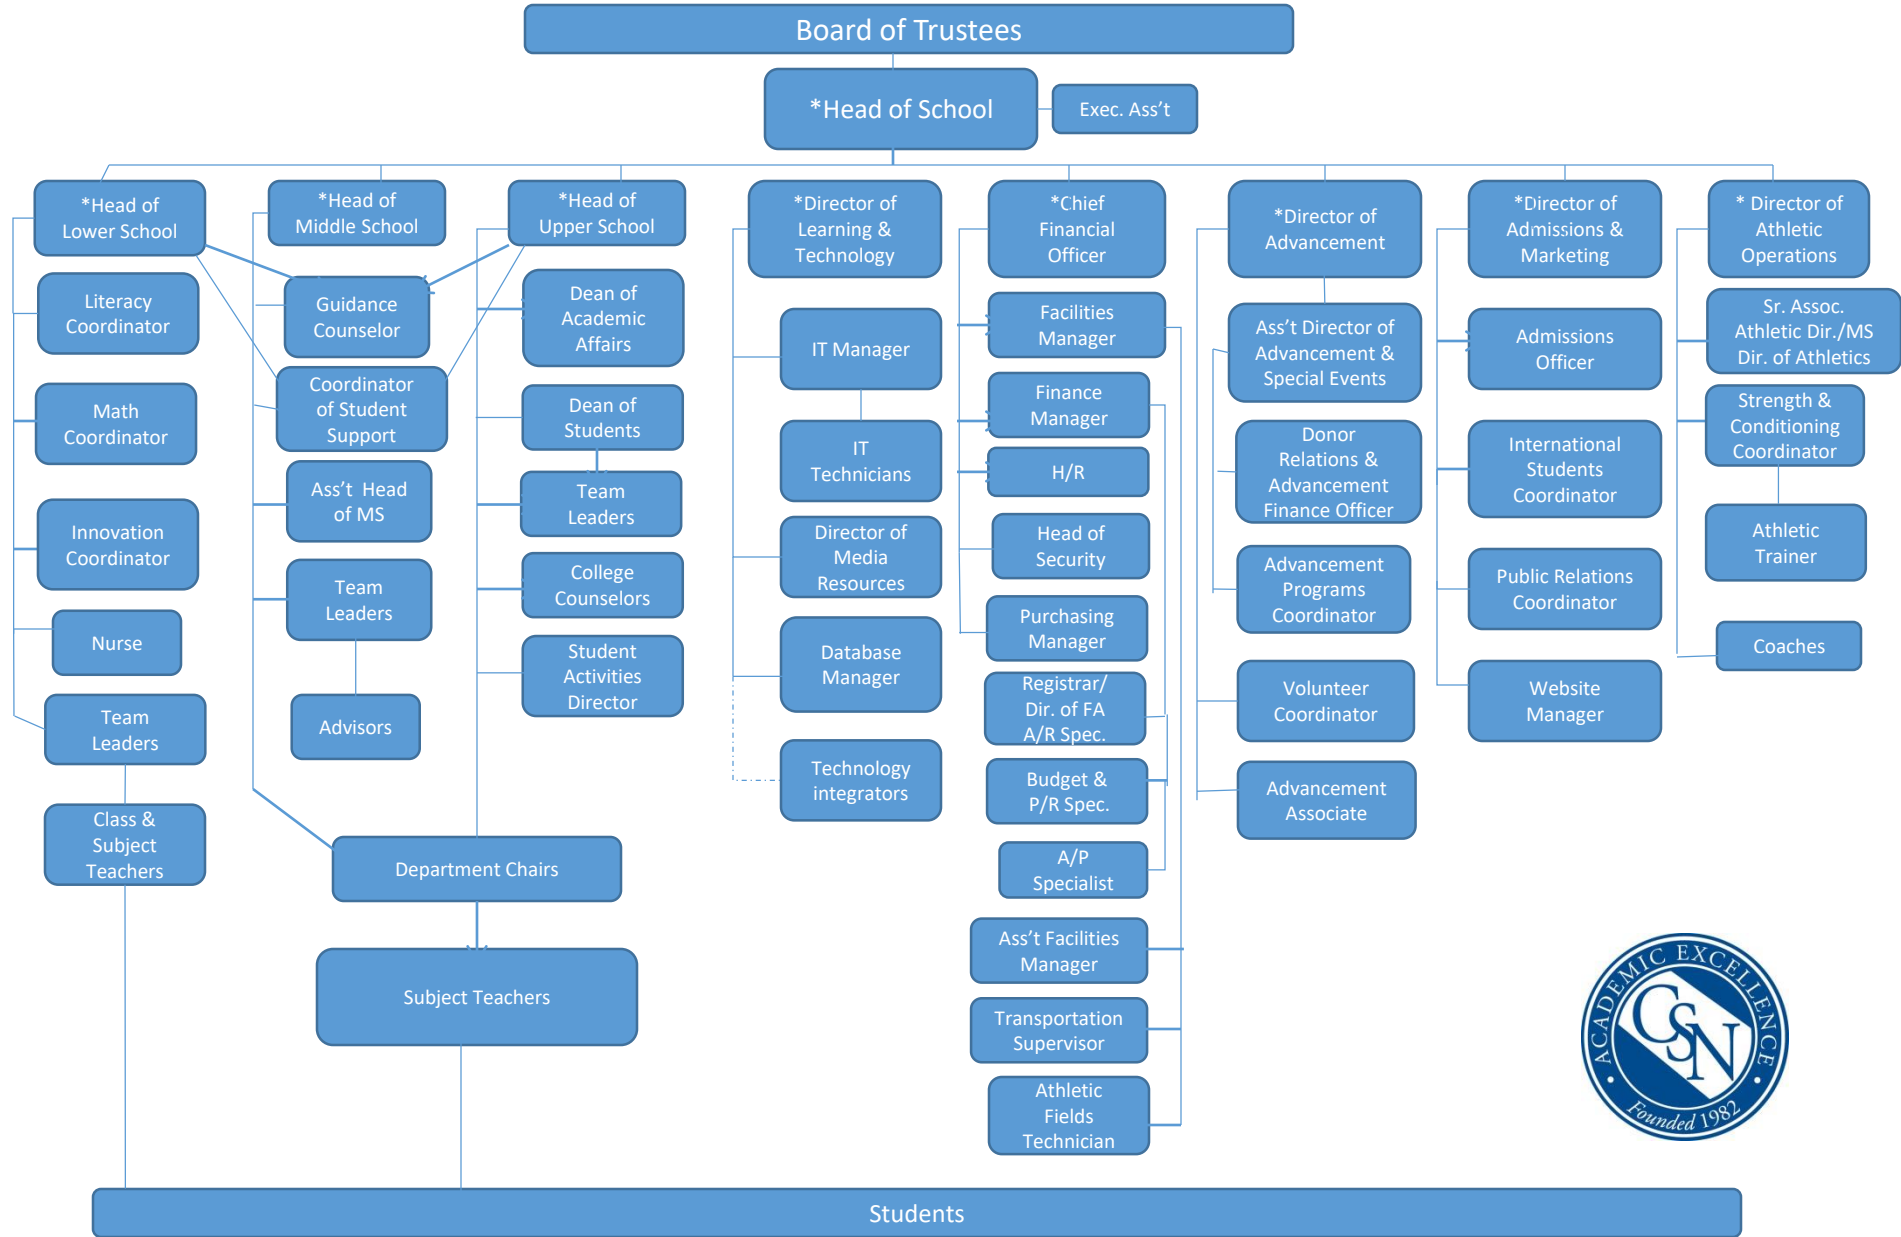 Board of Trustees
*Head of School
Exec. Ass't
*Head of
Lower School
*Head of
Middle School
*Head of
Upper School
*Director of
Learning &
Technology
*Chief
Financial
Officer
*Director of
Advancement
*Director of
Admissions &
Marketing
* Director of
Athletic
Operations
Literacy
Coordinator
Math
Coordinator
Innovation
Coordinator
Nurse
Team
Leaders
Class &
Subject
Teachers
Guidance
Counselor
Coordinator
of Student
Support
Ass't  Head
of MS
Team
Leaders
Advisors
Dean of
Academic
Affairs
Dean of
Students
Team
Leaders
College
Counselors
Student
Activities
Director
Department Chairs
Subject Teachers
IT Manager
IT
Technicians
Director of
Media
Resources
Database
Manager
Technology
integrators
Facilities
Manager
Finance
Manager
H/R
Head of
Security
Purchasing
Manager
Registrar/
Dir. of FA
A/R Spec.
Budget &
P/R Spec.
A/P
Specialist
Ass't Facilities
Manager
Transportation
Supervisor
Athletic
Fields
Technician
Ass't Director of
Advancement &
Special Events
Donor
Relations &
Advancement
Finance Officer
Advancement
Programs
Coordinator
Volunteer
Coordinator
Advancement
Associate
Admissions
Officer
International
Students
Coordinator
Public Relations
Coordinator
Website
Manager
Sr. Assoc.
Athletic Dir./MS
Dir. of Athletics
Strength &
Conditioning
Coordinator
Athletic
Trainer
Coaches
ACADEMIC EXCELLENCE
CSN
Founded 1982
Students